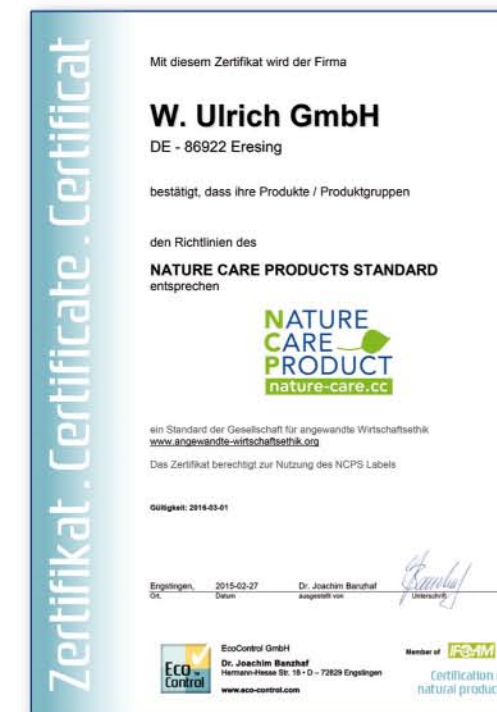 Zertifikat . Certificate . Certificat
Mit diesem Zertifikat wird der Firma
W. Ulrich GmbH
DE - 86922 Eresing
bestätigt, dass ihre Produkte / Produktgruppen
den Richtlinien des
NATURE CARE PRODUCTS STANDARD
entsprechen
NATURE
CARE
PRODUCT
nature-care.cc
ein Standard der Gesellschaft für angewandte Wirtschaftsethik
www.angewandte-wirtschaftsethik.org
Das Zertifikat berechtigt zur Nutzung des NCPS Labels
Gültigkeit: 2016-03-01
Engstingen, 2015-02-27 Dr. Joachim Banzhaf
Ort, Datum ausgestellt von Unterschrift
Eco
Control
EcoControl GmbH
Dr. Joachim Banzhaf
Hermann-Hesse Str. 18 • D – 72829 Engstingen
www.eco-control.com
Member of IFOAM
Certification
natural produc